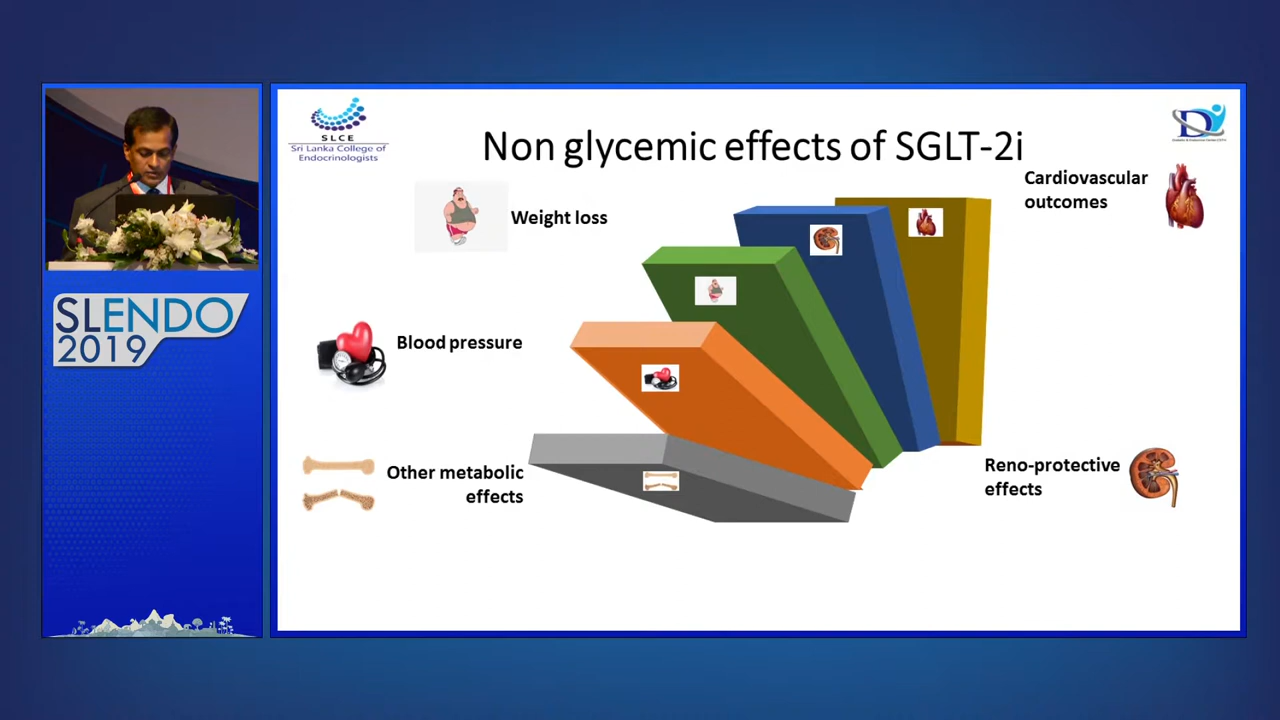 SLCE
Sri Lanka College of
Endocrinologists
Non glycemic effects of SGLT-2i
Cardiovascular
outcomes
Weight loss
Blood pressure
Other metabolic
effects
Reno-protective
effects
SLENDO
2019